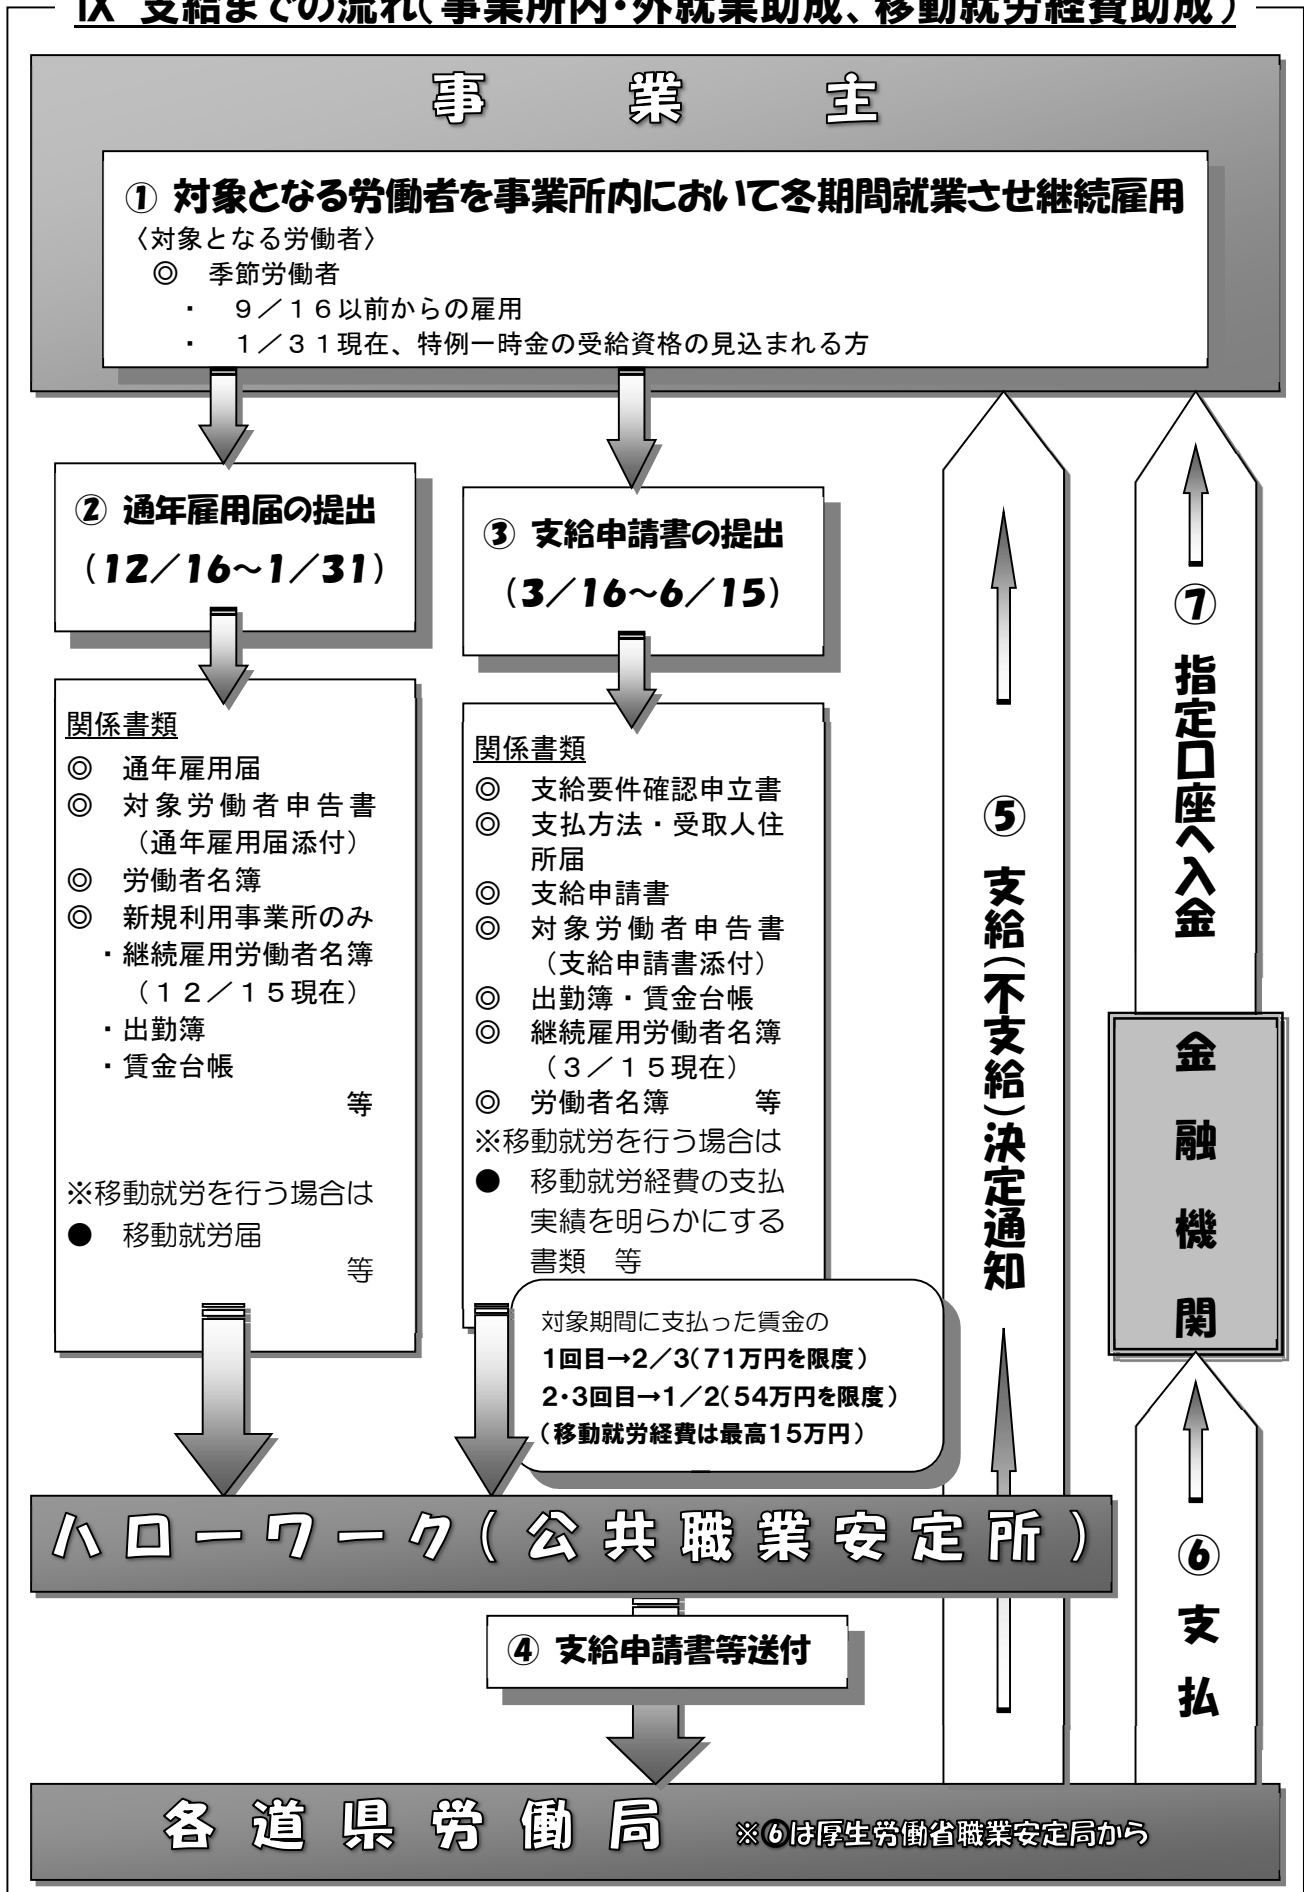 Ⅸ 支給までの流れ(事業所内・外就業助成、移動就労経費助成)
事業主
① 対象となる労働者を事業所内において冬期間就業させ継続雇用
〈対象となる労働者〉
◎ 季節労働者
・ ９／１６以前からの雇用
・ １／３１現在、特例一時金の受給資格の見込まれる方
② 通年雇用届の提出
(12／16～1／31)
関係書類
◎ 通年雇用届
◎ 対象労働者申告書
（通年雇用届添付）
◎ 労働者名簿
◎ 新規利用事業所のみ
・継続雇用労働者名簿
（１２／１５現在）
・出勤簿
・賃金台帳
等
※移動就労を行う場合は
● 移動就労届
等
③ 支給申請書の提出
(3／16～6／15)
関係書類
◎ 支給要件確認申立書
◎ 支払方法・受取人住
所届
◎ 支給申請書
◎ 対象労働者申告書
（支給申請書添付）
◎ 出勤簿・賃金台帳
◎ 継続雇用労働者名簿
（３／１５現在）
◎ 労働者名簿 等
※移動就労を行う場合は
● 移動就労経費の支払
実績を明らかにする
書類 等
対象期間に支払った賃金の
1回目→2／3(71万円を限度)
2・3回目→1／2(54万円を限度)
(移動就労経費は最高15万円)
ハローワーク(公共職業安定所)
④ 支給申請書等送付
⑤ 支給(不支給)決定通知
⑦ 指定口座へ入金
金融機関
⑥ 支払
各道県労働局 ※⑥は厚生労働省職業安定局から